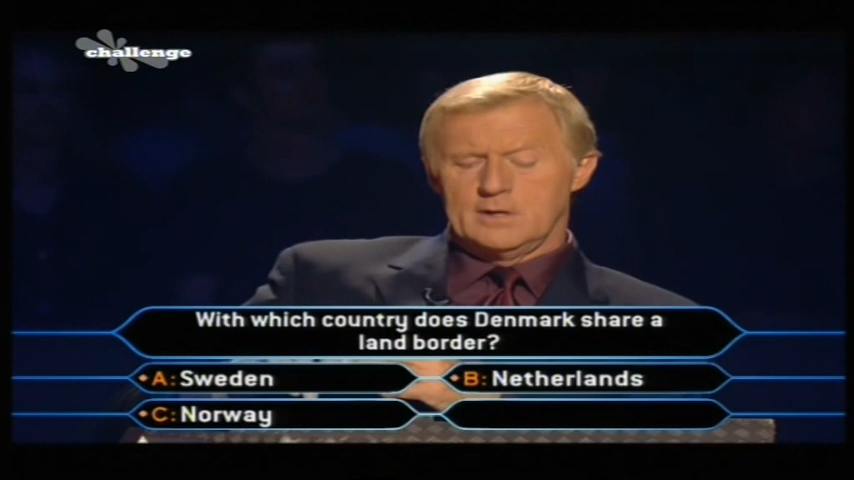 challenge
With which country does Denmark share a
land border?
A: Sweden
B: Netherlands
C: Norway